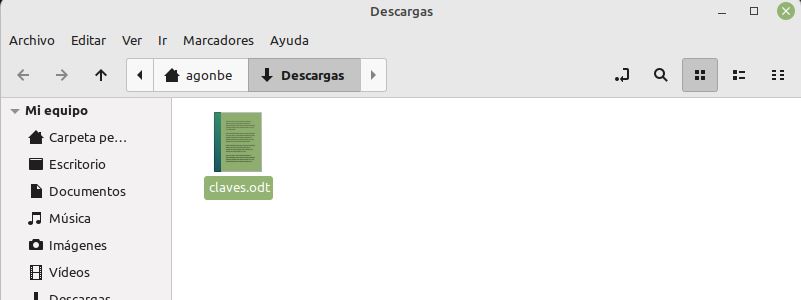 Descargas
Archivo Editar Ver Ir Marcadores Ayuda
agonbe Descargas
Mi equipo
Carpeta pe...
Escritorio
Documentos
Música
Imágenes
Vídeos
Descargas
claves.odt